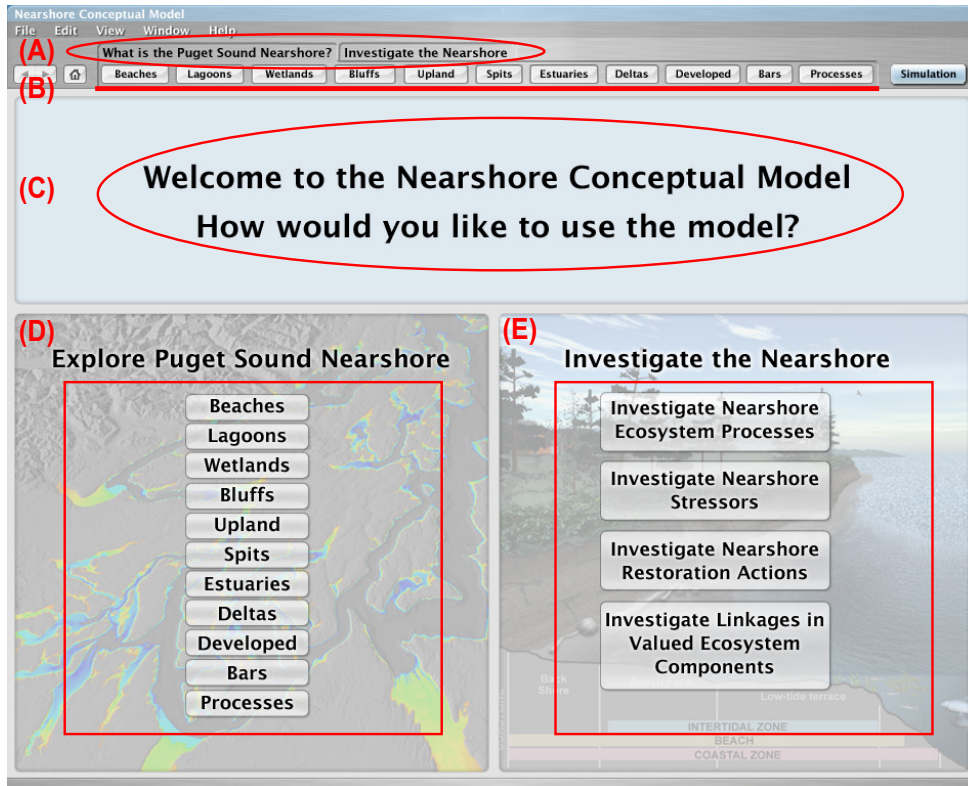 Nearshore Conceptual Model
File Edit View Window Help
(A) What is the Puget Sound Nearshore? Investigate the Nearshore
Beaches Lagoons Wetlands Bluffs Upland Spits Estuaries Deltas Developed Bars Processes Simulation
(B)
(C)
Welcome to the Nearshore Conceptual Model
How would you like to use the model?
(D)
Explore Puget Sound Nearshore
Beaches
Lagoons
Wetlands
Bluffs
Upland
Spits
Estuaries
Deltas
Developed
Bars
Processes
(E)
Investigate the Nearshore
Investigate Nearshore
Ecosystem Processes
Investigate Nearshore
Stressors
Investigate Nearshore
Restoration Actions
Investigate Linkages in
Valued Ecosystem
Components
Back
Shore
Low-tide terrace
INTERTIDAL ZONE
BEACH
COASTAL ZONE